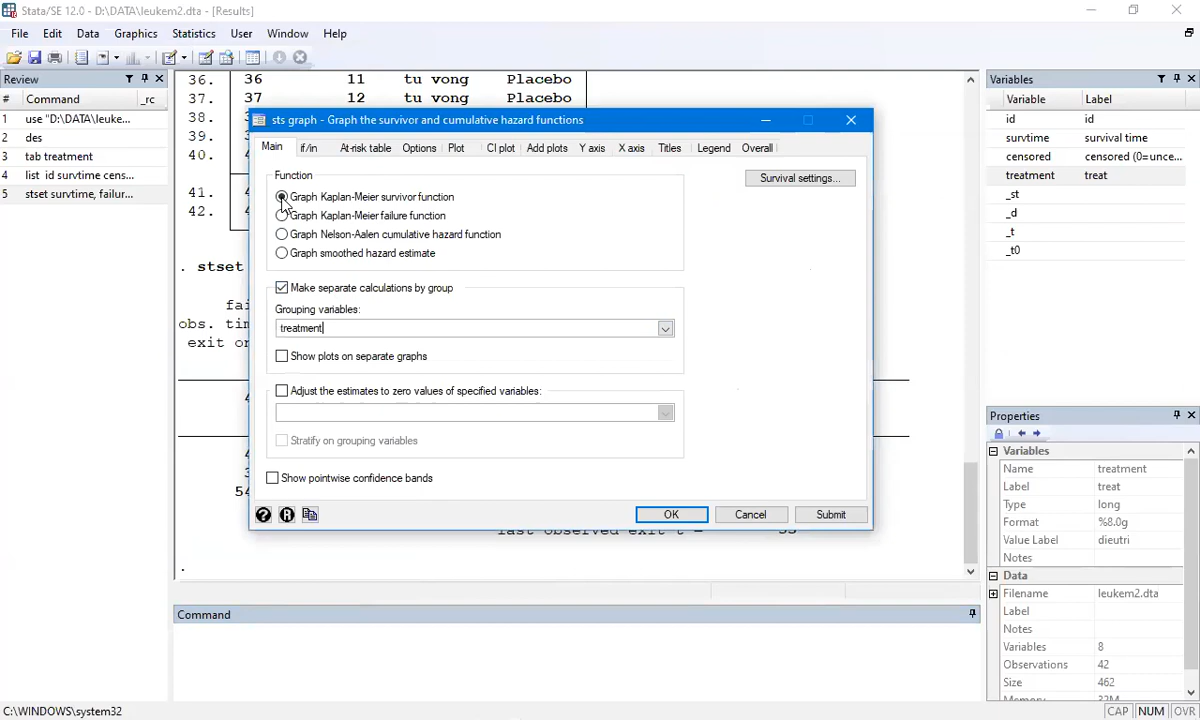 Stata/SE 12.0 - D:\DATA\leukem2.dta - [Results]
File Edit Data Graphics Statistics User Window Help
Review
# Command _rc
1 use "D:\DATA\leuke...
2 des
3 tab treatment
4 list id survtime cens...
5 stset survtime, failur...
36. 36 11 tu vong Placebo
37. 37 12 tu vong Placebo
38.
39.
40.
41.
42.
. stset
fai
obs. tim
exit on
54
last observed exit t =
.
sts graph - Graph the survivor and cumulative hazard functions
Main if/in At-risk table Options Plot CI plot Add plots Y axis X axis Titles Legend Overall
Function
Graph Kaplan-Meier survivor function
Graph Kaplan-Meier failure function
Graph Nelson-Aalen cumulative hazard function
Graph smoothed hazard estimate
Survival settings...
Make separate calculations by group
Grouping variables:
treatment
Show plots on separate graphs
Adjust the estimates to zero values of specified variables:
Stratify on grouping variables
Show pointwise confidence bands
OK Cancel Submit
Command
Variables
Variable Label
id id
survtime survival time
censored censored (0=unce...
treatment treat
_st
_d
_t
_t0
Properties
Variables
Name treatment
Label treat
Type long
Format %8.0g
Value Label dieutri
Notes
Data
Filename leukem2.dta
Label
Notes
Variables 8
Observations 42
Size 462
Memory 32M
C:\WINDOWS\system32
CAP NUM OVR